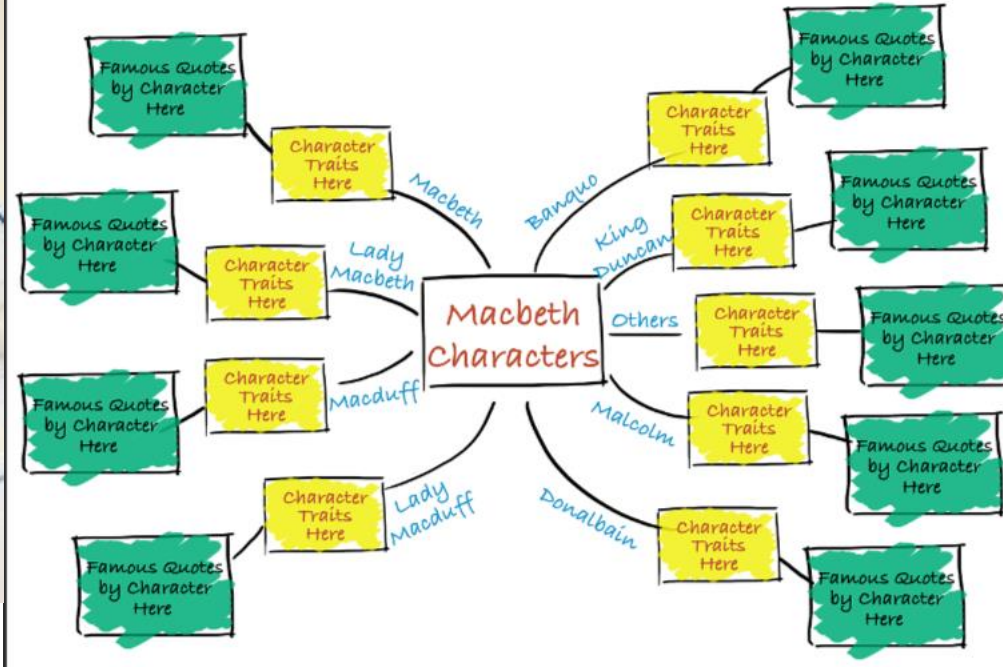 Macbeth
Characters
Macbeth
Character
Traits
Here
Famous Quotes
by Character
Here
Lady
Macbeth
Character
Traits
Here
Famous Quotes
by Character
Here
Macduff
Character
Traits
Here
Famous Quotes
by Character
Here
Lady
Macduff
Character
Traits
Here
Famous Quotes
by Character
Here
Banquo
Character
Traits
Here
Famous Quotes
by Character
Here
King
Duncan
Character
Traits
Here
Famous Quotes
by Character
Here
Others
Character
Traits
Here
Famous Quotes
by Character
Here
Malcolm
Character
Traits
Here
Famous Quotes
by Character
Here
Donalbain
Character
Traits
Here
Famous Quotes
by Character
Here